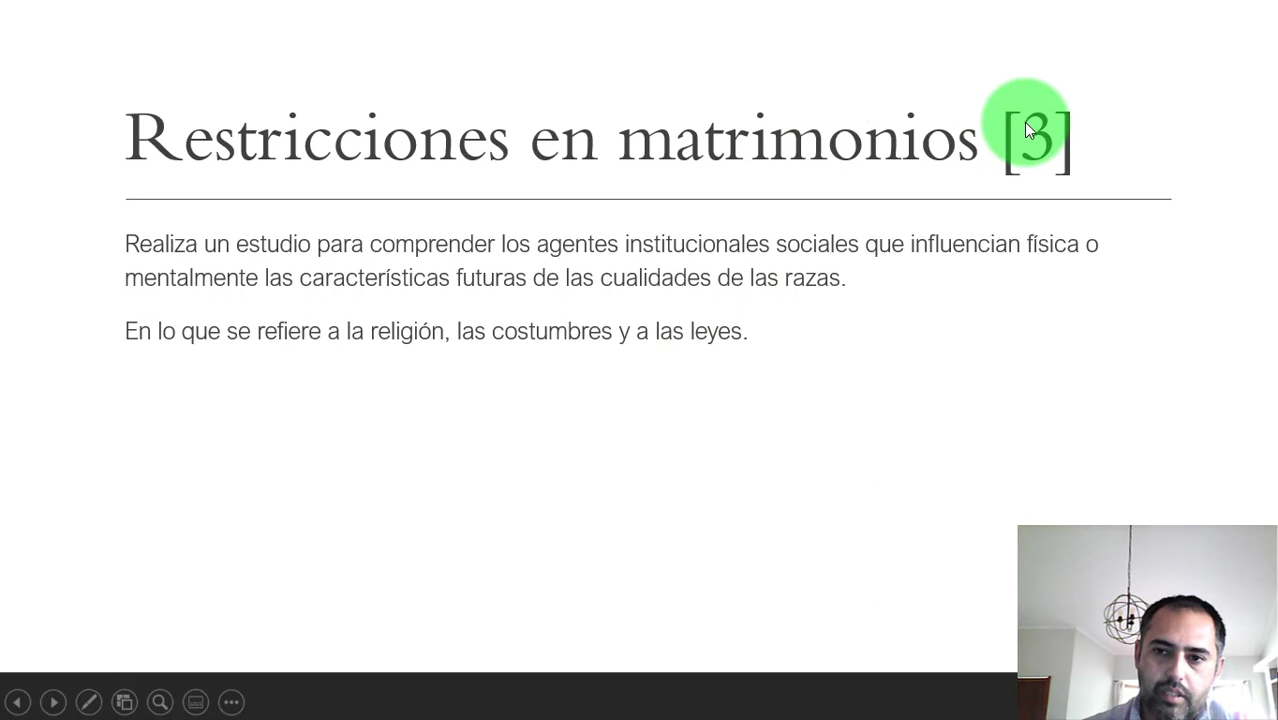 Restricciones en matrimonios [3]
Realiza un estudio para comprender los agentes institucionales sociales que influencian física o
mentalmente las características futuras de las cualidades de las razas.
En lo que se refiere a la religión, las costumbres y a las leyes.